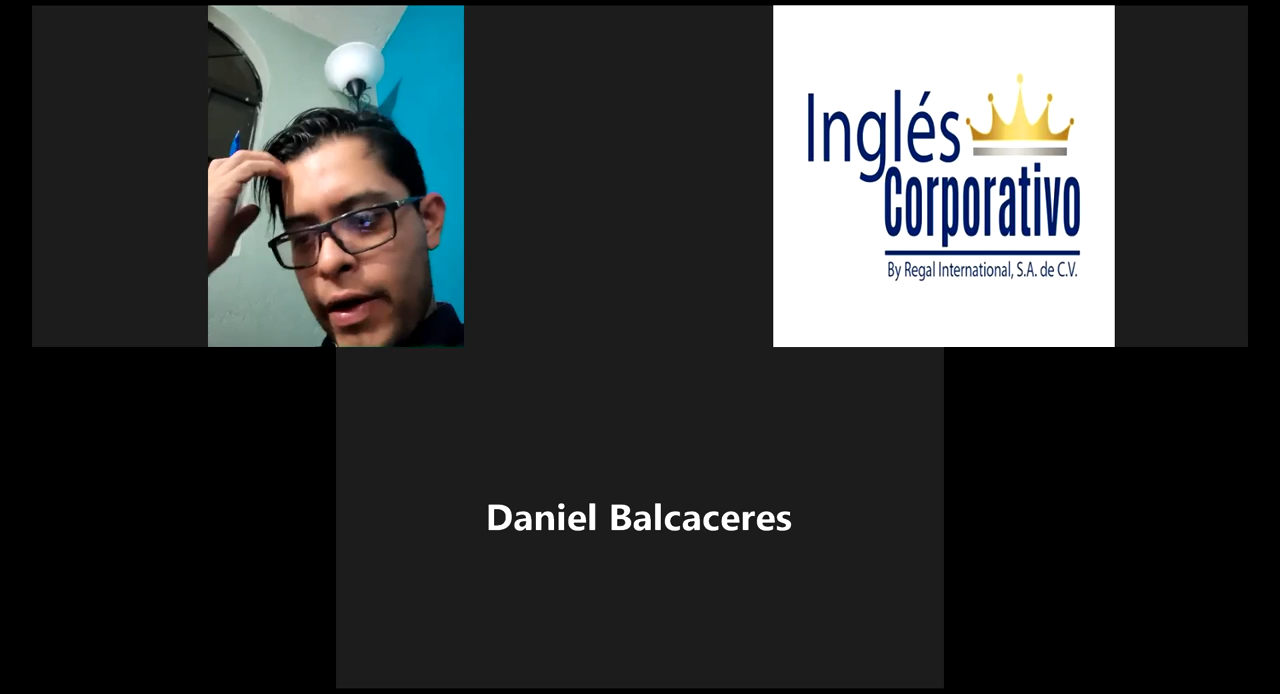 Inglés
Corporativo
By Regal International, S.A. de C.V.
Daniel Balcaceres